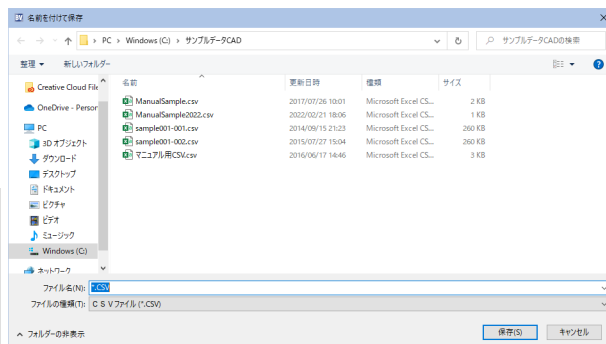 名前を付けて保存
PC > Windows (C:) > サンプルデータCAD
サンプルデータCADの検索
整理 新しいフォルダー
名前 更新日時 種類 サイズ
Creative Cloud File
OneDrive - Person
PC
3D オブジェクト
ダウンロード
デスクトップ
ドキュメント
ピクチャ
ビデオ
ミュージック
Windows (C:)
ネットワーク
ManualSample.csv 2017/07/26 10:01 Microsoft Excel CS... 2 KB
ManualSample2022.csv 2022/02/21 18:06 Microsoft Excel CS... 1 KB
sample001-001.csv 2014/09/15 21:23 Microsoft Excel CS... 260 KB
sample001-002.csv 2015/07/27 15:04 Microsoft Excel CS... 260 KB
マニュアル用CSV.csv 2016/06/17 14:46 Microsoft Excel CS... 3 KB
ファイル名(N): *.CSV
ファイルの種類(T): ＣＳＶファイル (*.CSV)
フォルダーの非表示
保存(S) キャンセル